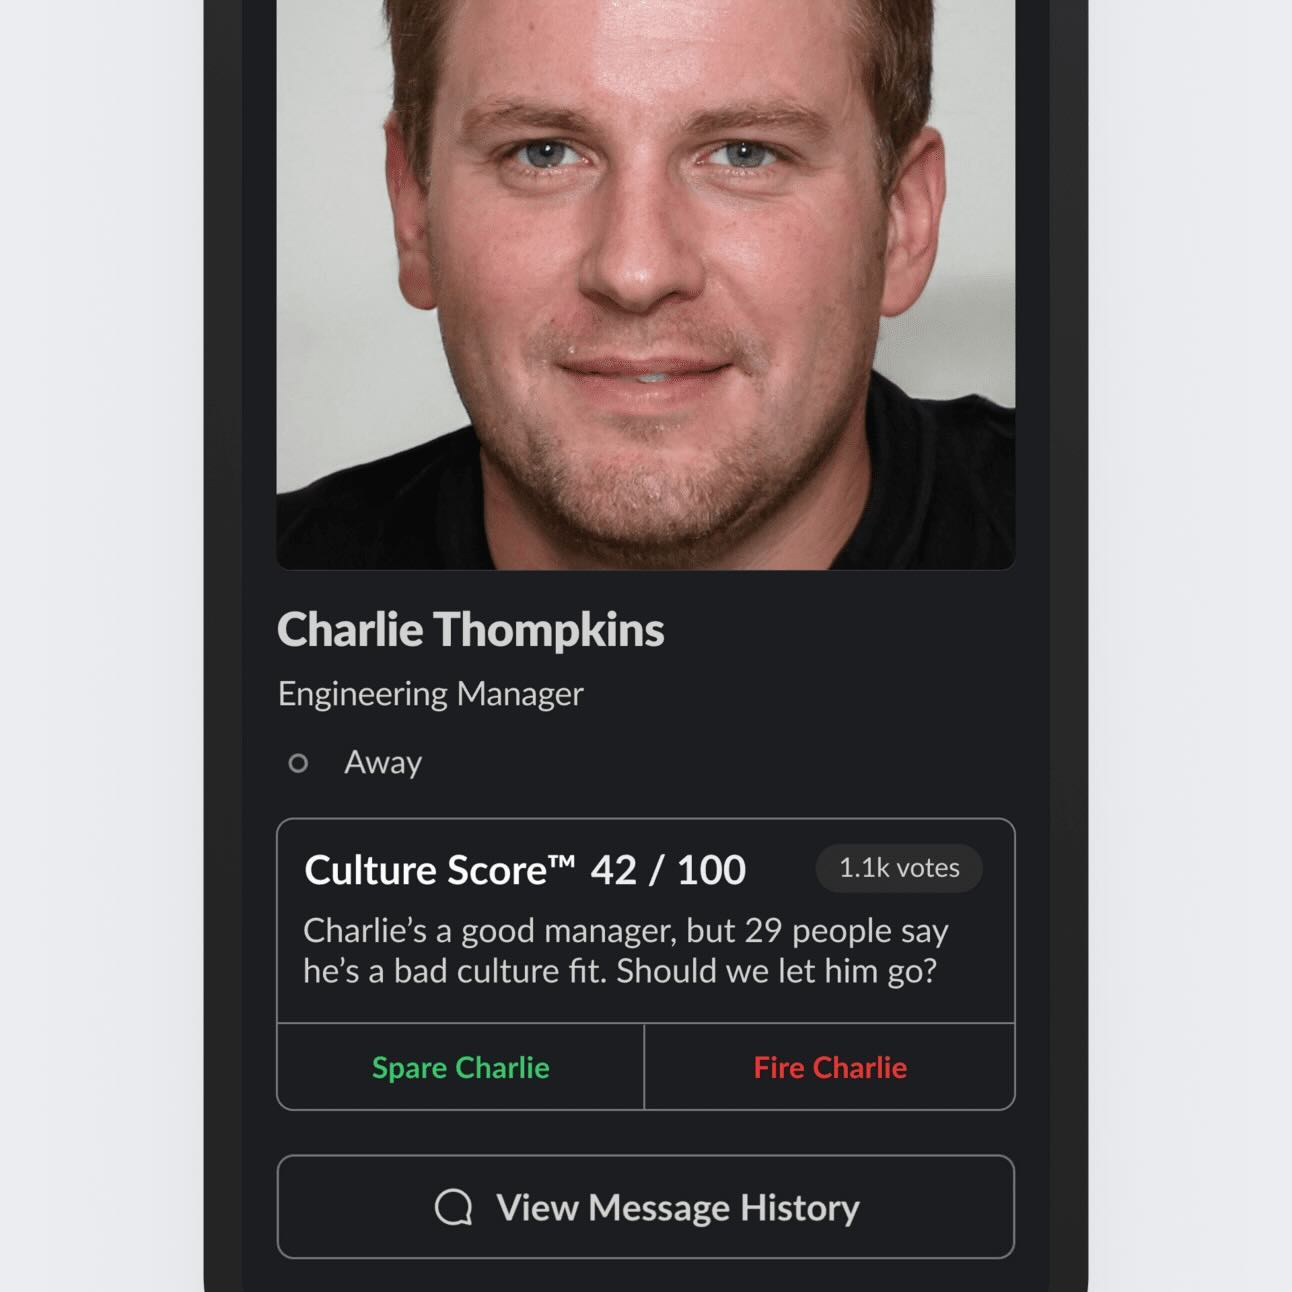 Charlie Thompkins
Engineering Manager
Away
Culture Score™ 42 / 100
1.1k votes
Charlie’s a good manager, but 29 people say
he’s a bad culture fit. Should we let him go?
Spare Charlie
Fire Charlie
View Message History